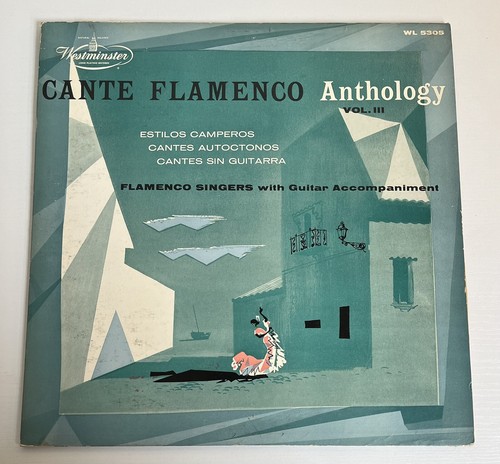 WL 5305
Westminster
CANTE FLAMENCO Anthology
VOL. III
ESTILOS CAMPEROS
CANTES AUTOCTONOS
CANTES SIN GUITARRA
FLAMENCO SINGERS with Guitar Accompaniment